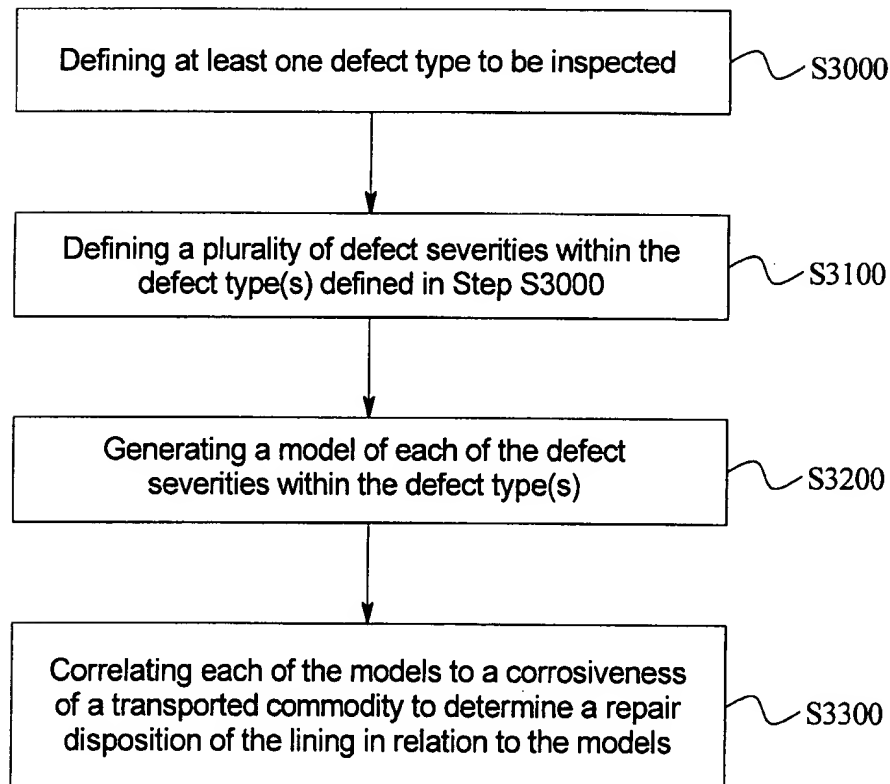 Defining at least one defect type to be inspected
S3000
Defining a plurality of defect severities within the
defect type(s) defined in Step S3000
S3100
Generating a model of each of the defect
severities within the defect type(s)
S3200
Correlating each of the models to a corrosiveness
of a transported commodity to determine a repair
disposition of the lining in relation to the models
S3300